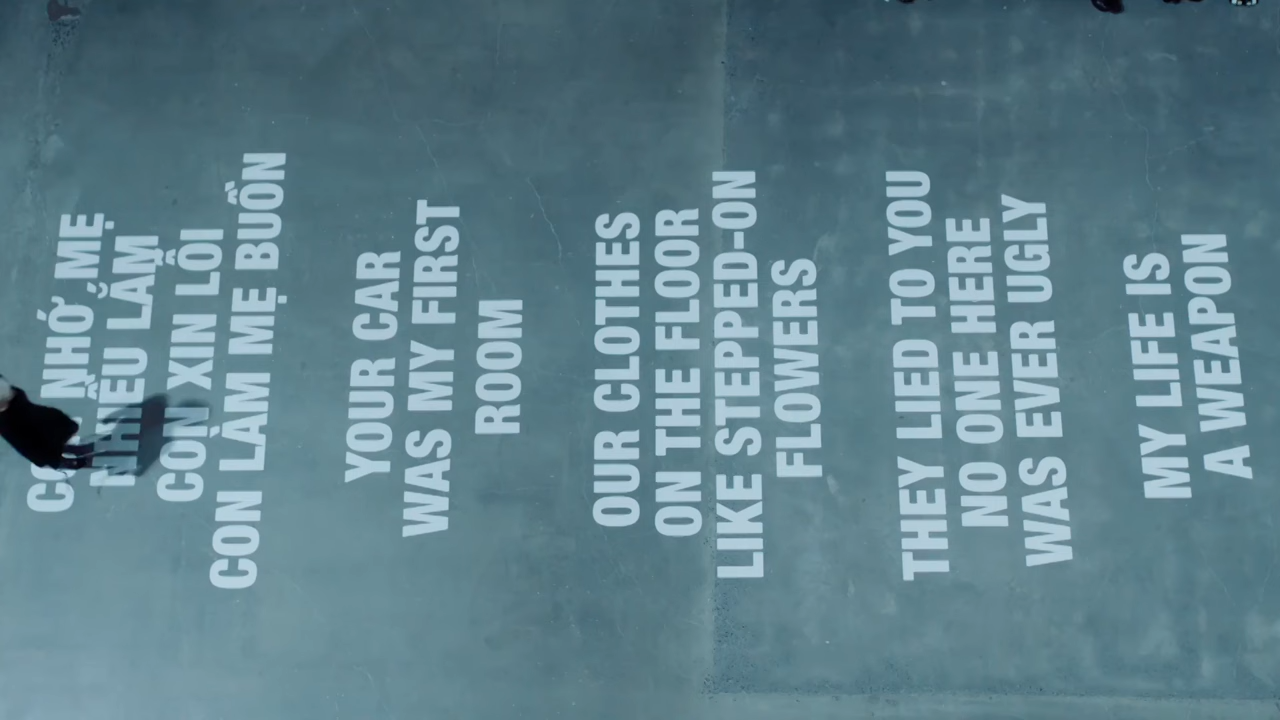 CON NHỚ MẸ
NHIỀU LẮM
CON XIN LỖI
CON LÀM MẸ BUỒN
YOUR CAR
WAS MY FIRST
ROOM
OUR CLOTHES
ON THE FLOOR
LIKE STEPPED-ON
FLOWERS
THEY LIED TO YOU
NO ONE HERE
WAS EVER UGLY
MY LIFE IS
A WEAPON